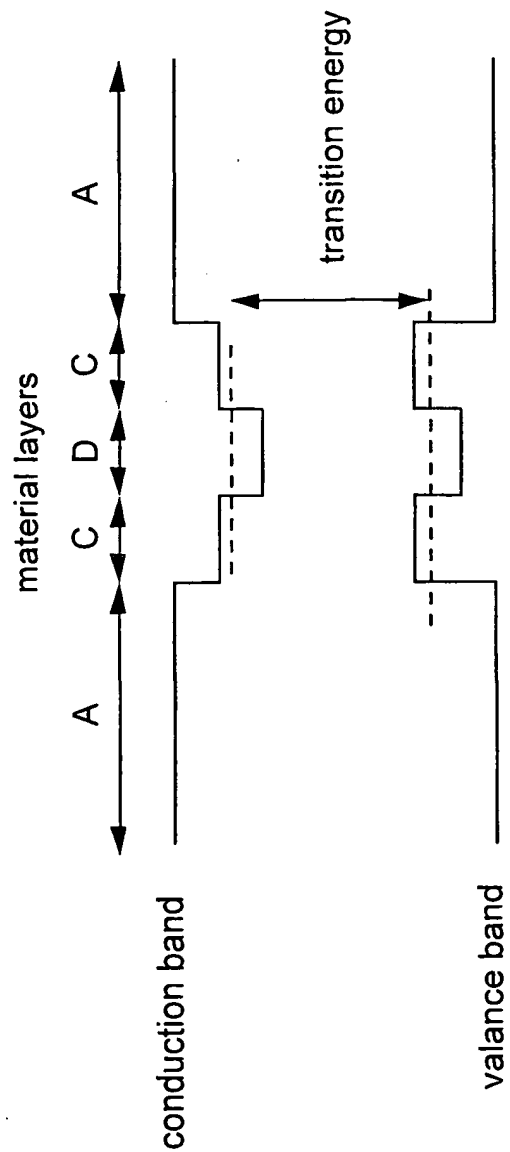 material layers
A
C
D
C
A
conduction band
transition energy
valance band